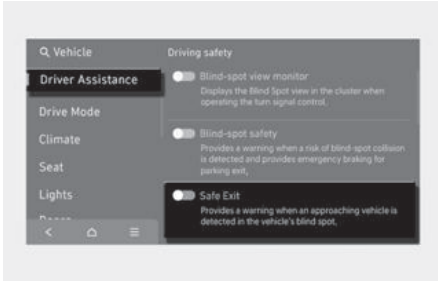 Vehicle
Driving safety
Driver Assistance
Drive Mode
Climate
Seat
Lights
Blind-spot view monitor
Displays the Blind Spot view in the cluster when
operating the turn signal control.
Blind-spot safety
Provides a warning when a risk of blind-spot collision
is detected and provides emergency braking for
parking exit,
Safe Exit
Provides a warning when an approaching vehicle is
detected in the vehicle's blind spot.